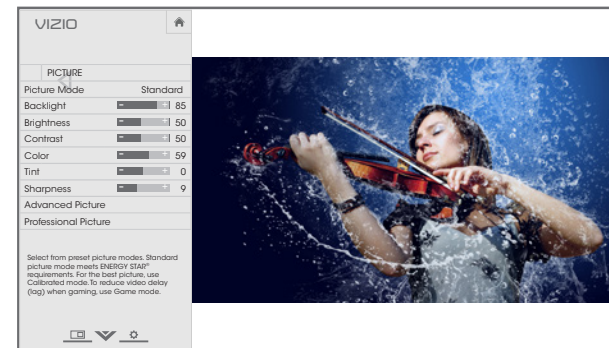 VIZIO
PICTURE
Picture Mode Standard
Backlight 85
Brightness 50
Contrast 50
Color 59
Tint 0
Sharpness 9
Advanced Picture
Professional Picture
Select from preset picture modes. Standard
picture mode meets ENERGY STAR®
requirements. For the best picture, use
Calibrated mode. To reduce video delay
(lag) when gaming, use Game mode.